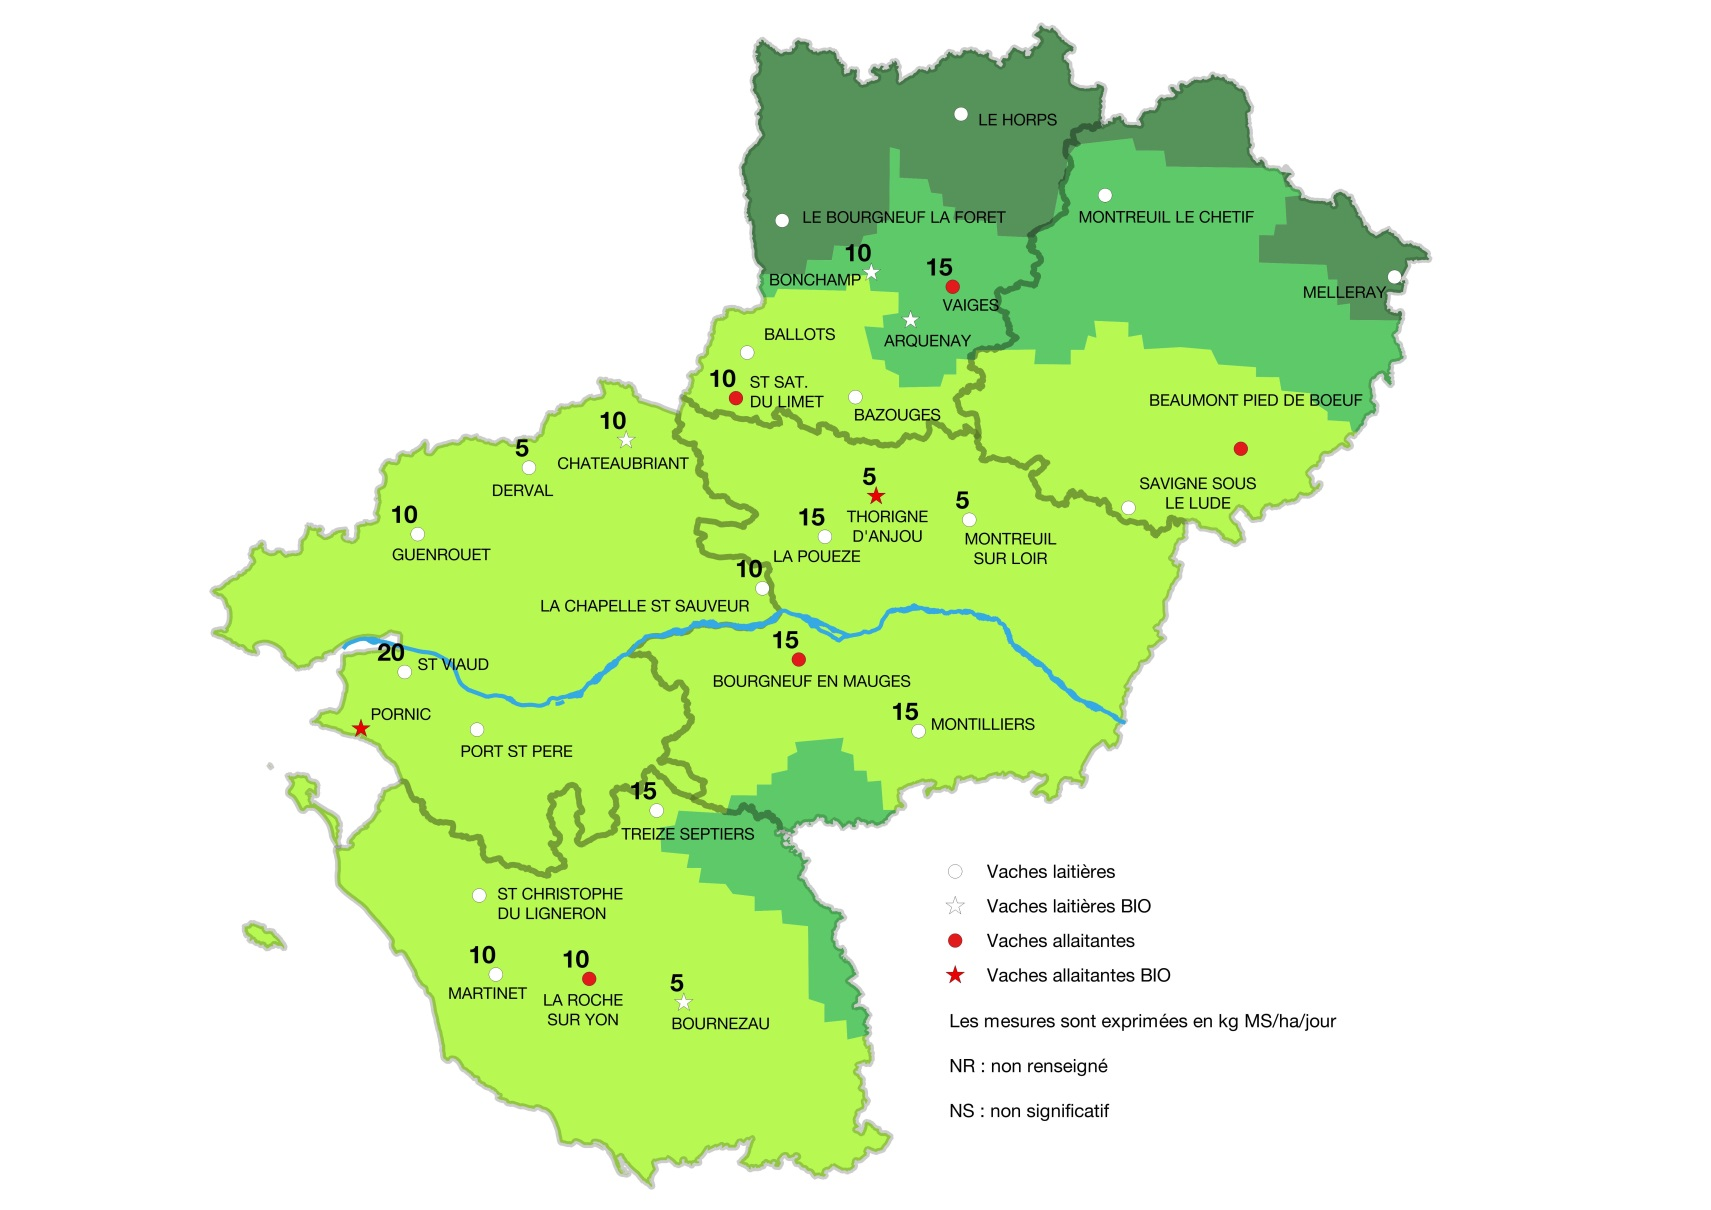 LE HORPS
LE BOURGNEUF LA FORET
MONTREUIL LE CHETIF
10
BONCHAMP
15
VAIGES
MELLERAY
BALLOTS
ARQUENAY
10
ST SAT.
DU LIMET
BAZOUGES
BEAUMONT PIED DE BOEUF
10
CHATEAUBRIANT
5
DERVAL
SAVIGNE SOUS
LE LUDE
5
THORIGNE
D'ANJOU
5
MONTREUIL
SUR LOIR
10
GUENROUET
15
LA POUEZE
10
LA CHAPELLE ST SAUVEUR
20
ST VIAUD
15
BOURGNEUF EN MAUGES
PORNIC
PORT ST PERE
15
MONTILLIERS
15
TREIZE SEPTIERS
ST CHRISTOPHE
DU LIGNERON
10
MARTINET
10
LA ROCHE
SUR YON
5
BOURNEZAU
Vaches laitières
Vaches laitières BIO
Vaches allaitantes
Vaches allaitantes BIO
Les mesures sont exprimées en kg MS/ha/jour
NR : non renseigné
NS : non significatif